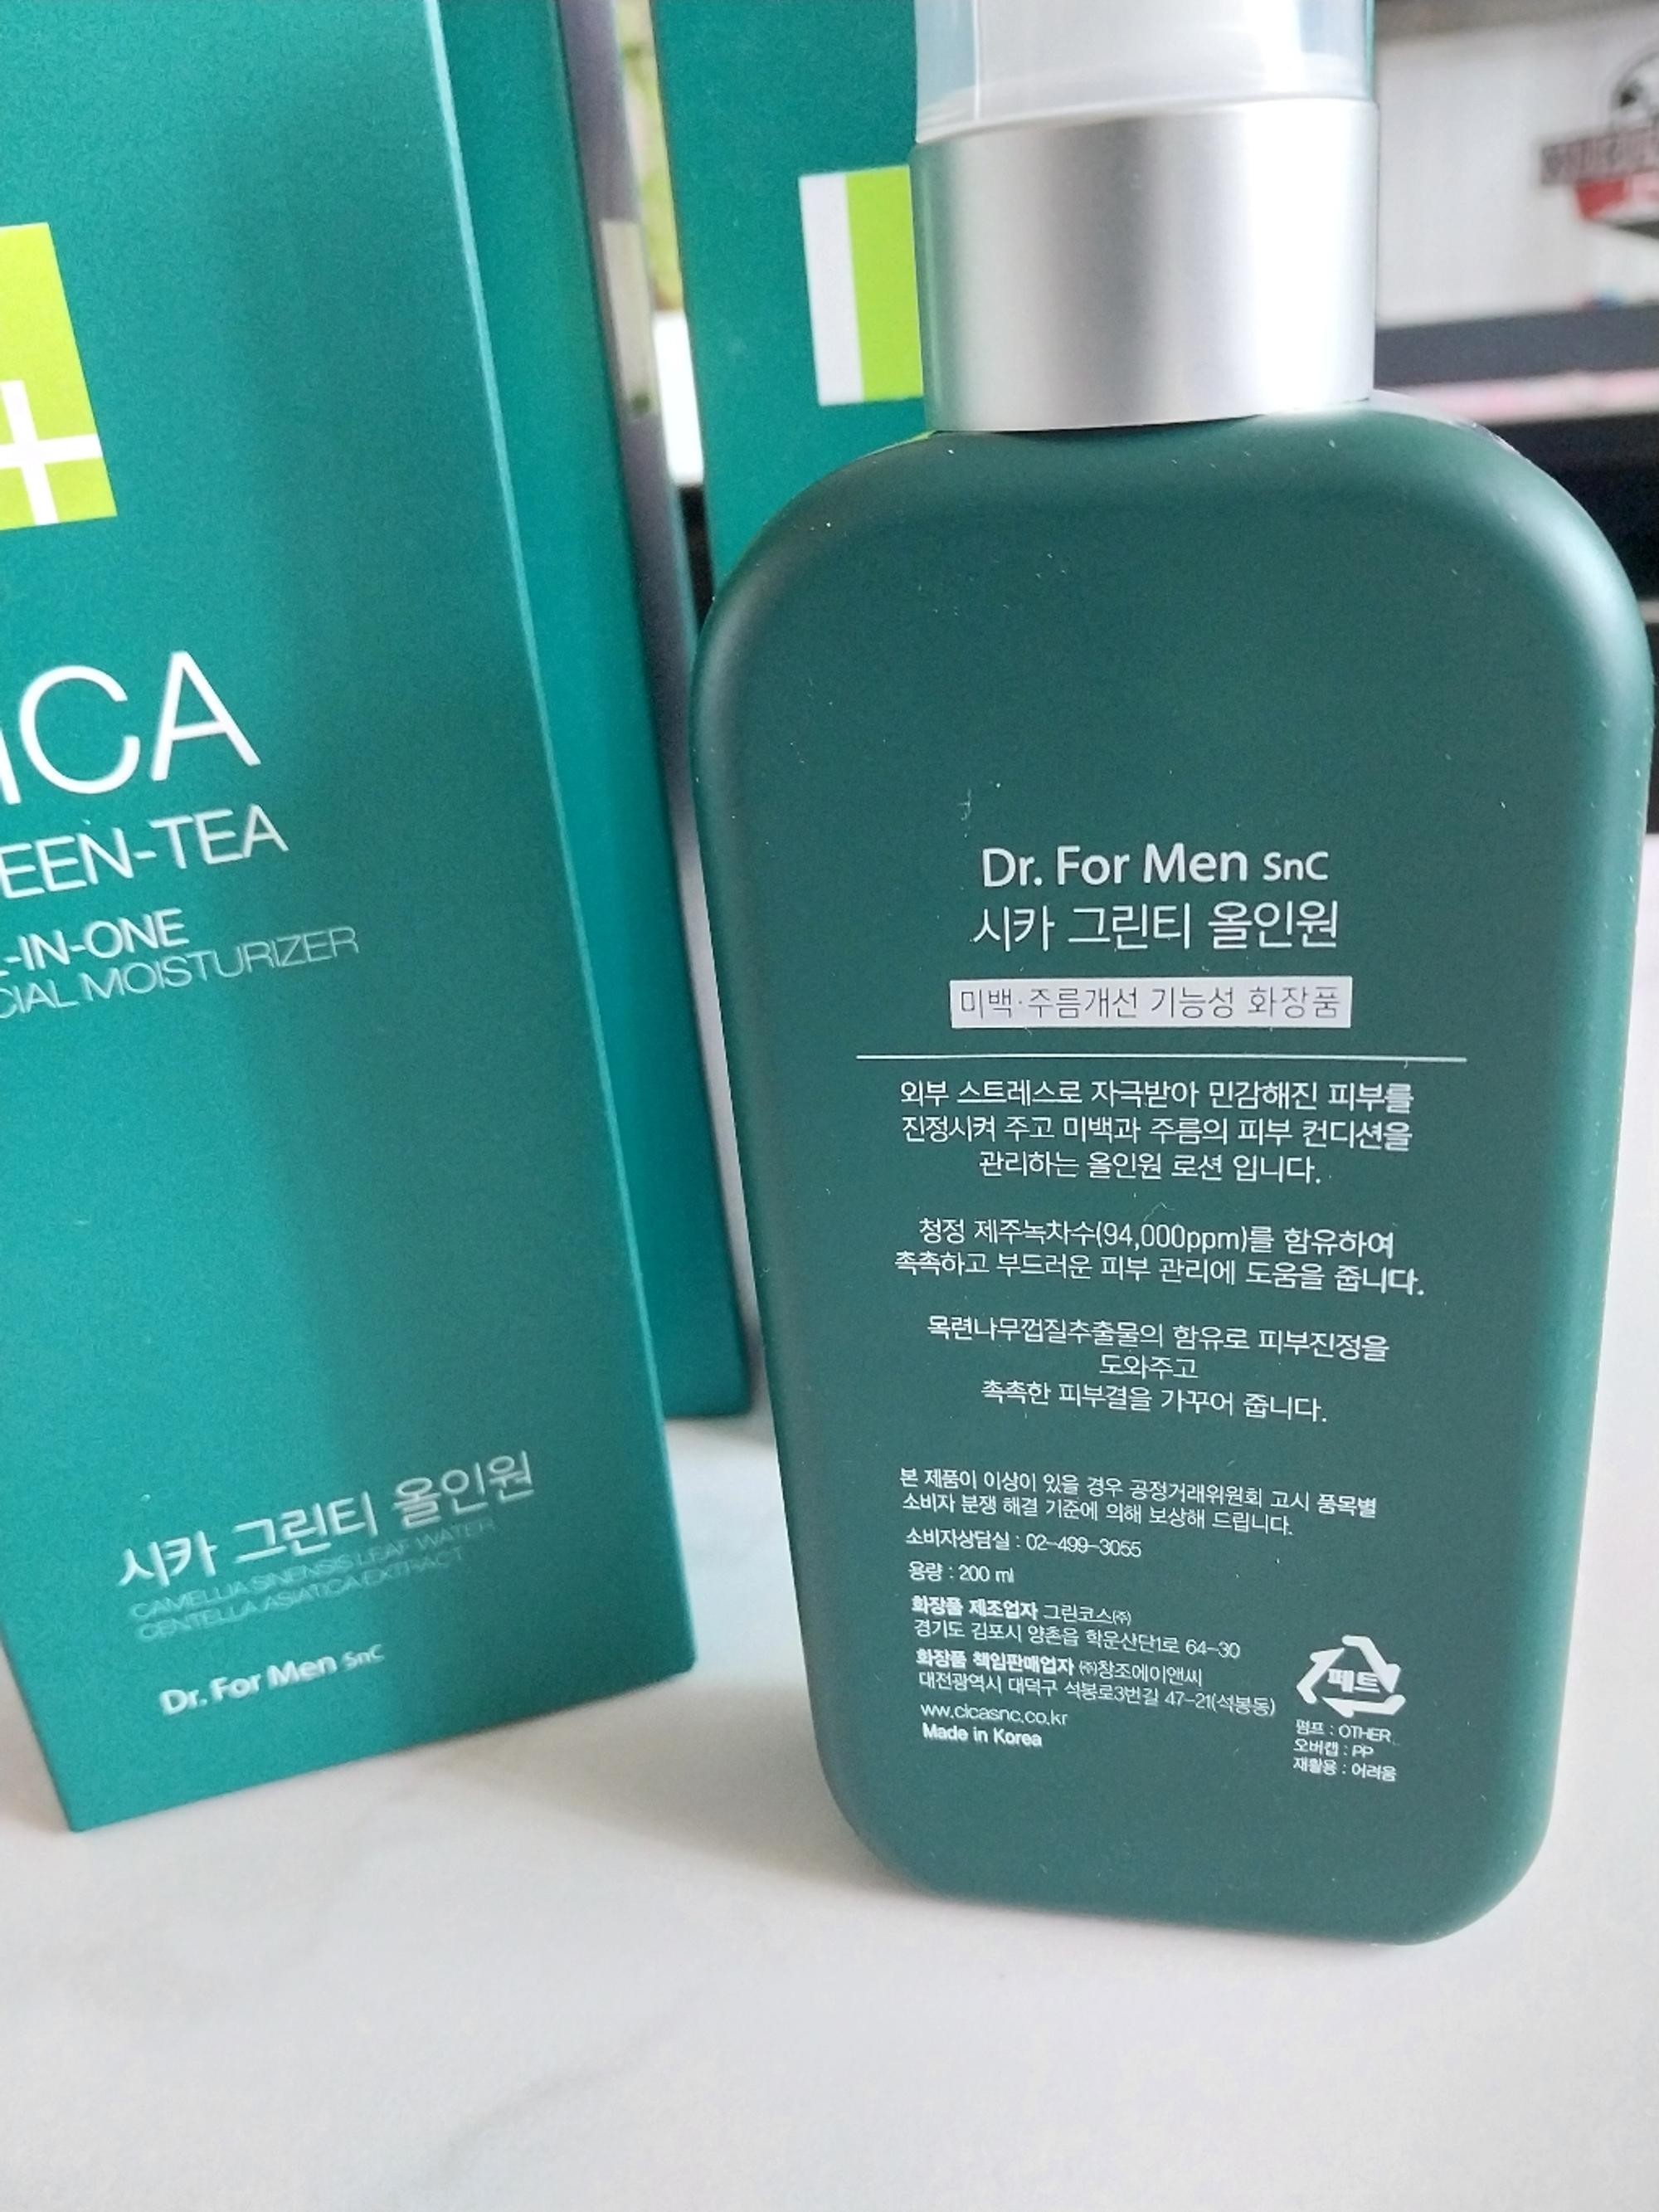 ICA
EEN-TEA
-IN-ONE
CIAL MOISTURIZER
시카 그린티 올인원
CAMELLIA SINENSIS LEAF WATER
CENTELLA ASIATICA EXTRACT
Dr. For Men SnC
Dr. For Men SnC
시카 그린티 올인원
미백·주름개선 기능성 화장품
외부 스트레스로 자극받아 민감해진 피부를
진정시켜 주고 미백과 주름의 피부 컨디션을
관리하는 올인원 로션 입니다.
청정 제주녹차수(94,000ppm)를 함유하여
촉촉하고 부드러운 피부 관리에 도움을 줍니다.
목련나무껍질추출물의 함유로 피부진정을
도와주고
촉촉한 피부결을 가꾸어 줍니다.
본 제품이 이상이 있을 경우 공정거래위원회 고시 품목별
소비자 분쟁 해결 기준에 의해 보상해 드립니다.
소비자상담실 : 02-499-3055
용량 : 200 ml
화장품 제조업자 그린코스㈜
경기도 김포시 양촌읍 학운산단1로 64-30
화장품 책임판매업자 ㈜창조에이앤씨
대전광역시 대덕구 석봉로3번길 47-21(석봉동)
ww.cicasnc.co.kr
Made in Korea
페트
펌프 : OTHER
오버캡 : PP
재활용 : 어려움